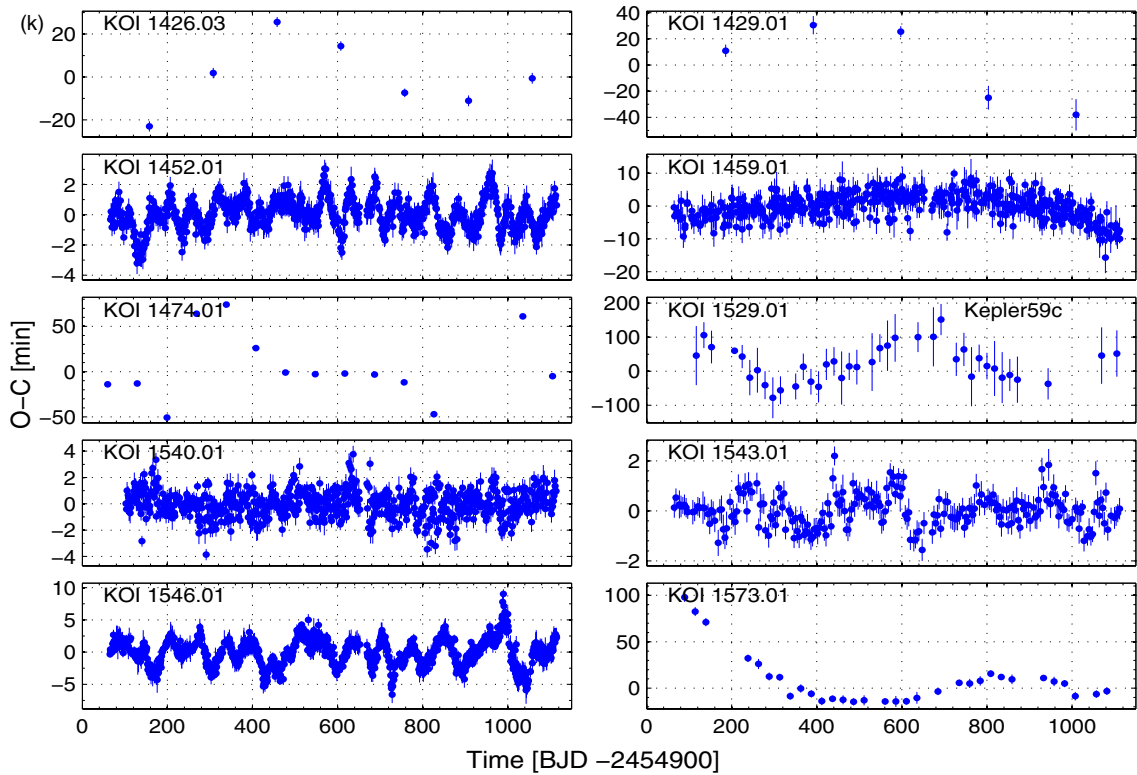 (k)
KOI 1426.03
20
0
−20
KOI 1429.01
40
20
0
−20
−40
KOI 1452.01
2
0
−2
−4
KOI 1459.01
10
0
−10
−20
KOI 1474.01
50
0
−50
KOI 1529.01
Kepler59c
200
100
0
−100
O−C [min]
KOI 1540.01
4
2
0
−2
−4
KOI 1543.01
2
0
−2
KOI 1546.01
10
5
0
−5
KOI 1573.01
100
50
0
0 200 400 600 800 1000
0 200 400 600 800 1000
Time [BJD −2454900]